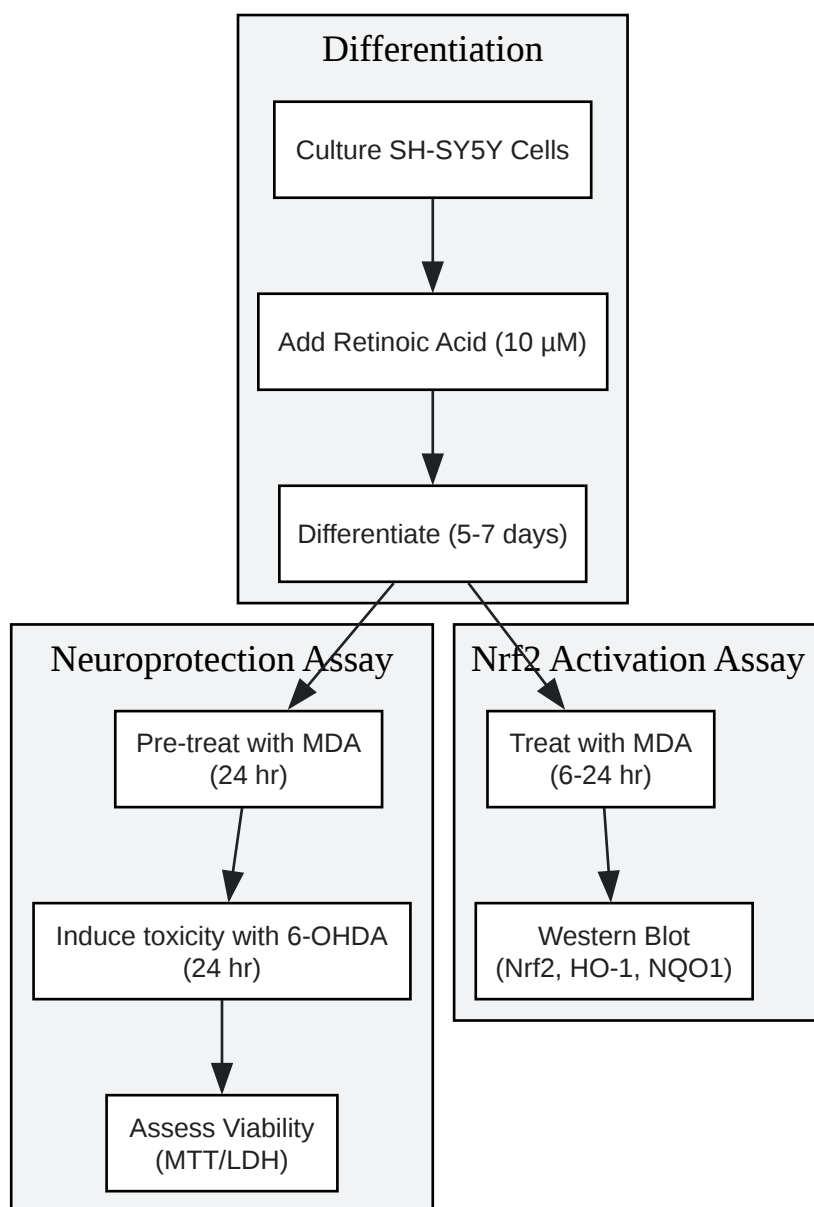 Differentiation
Culture SH-SY5Y Cells
Add Retinoic Acid (10 µM)
Differentiate (5-7 days)
Neuroprotection Assay
Pre-treat with MDA
(24 hr)
Induce toxicity with 6-OHDA
(24 hr)
Assess Viability
(MTT/LDH)
Nrf2 Activation Assay
Treat with MDA
(6-24 hr)
Western Blot
(Nrf2, HO-1, NQO1)